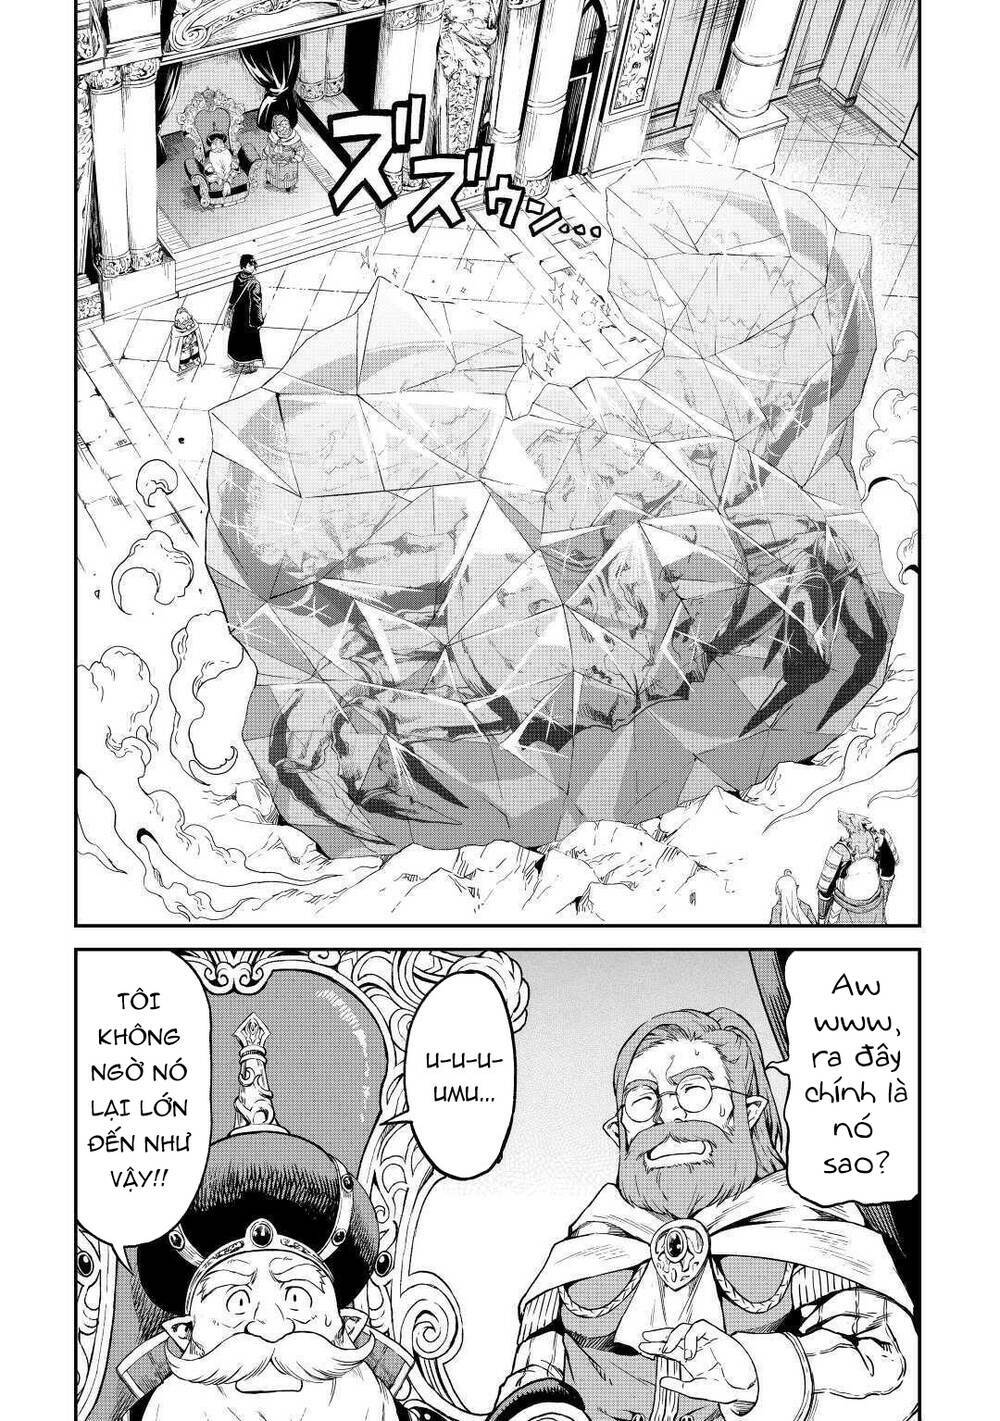 ズズズゥン...
Aw
www,
ra đây
chính là
nó
sao?
U-U-U-
UMU...
TÔI
KHÔNG
NGỜ NÓ
LẠI LỚN
ĐẾN NHƯ
VẬY!!